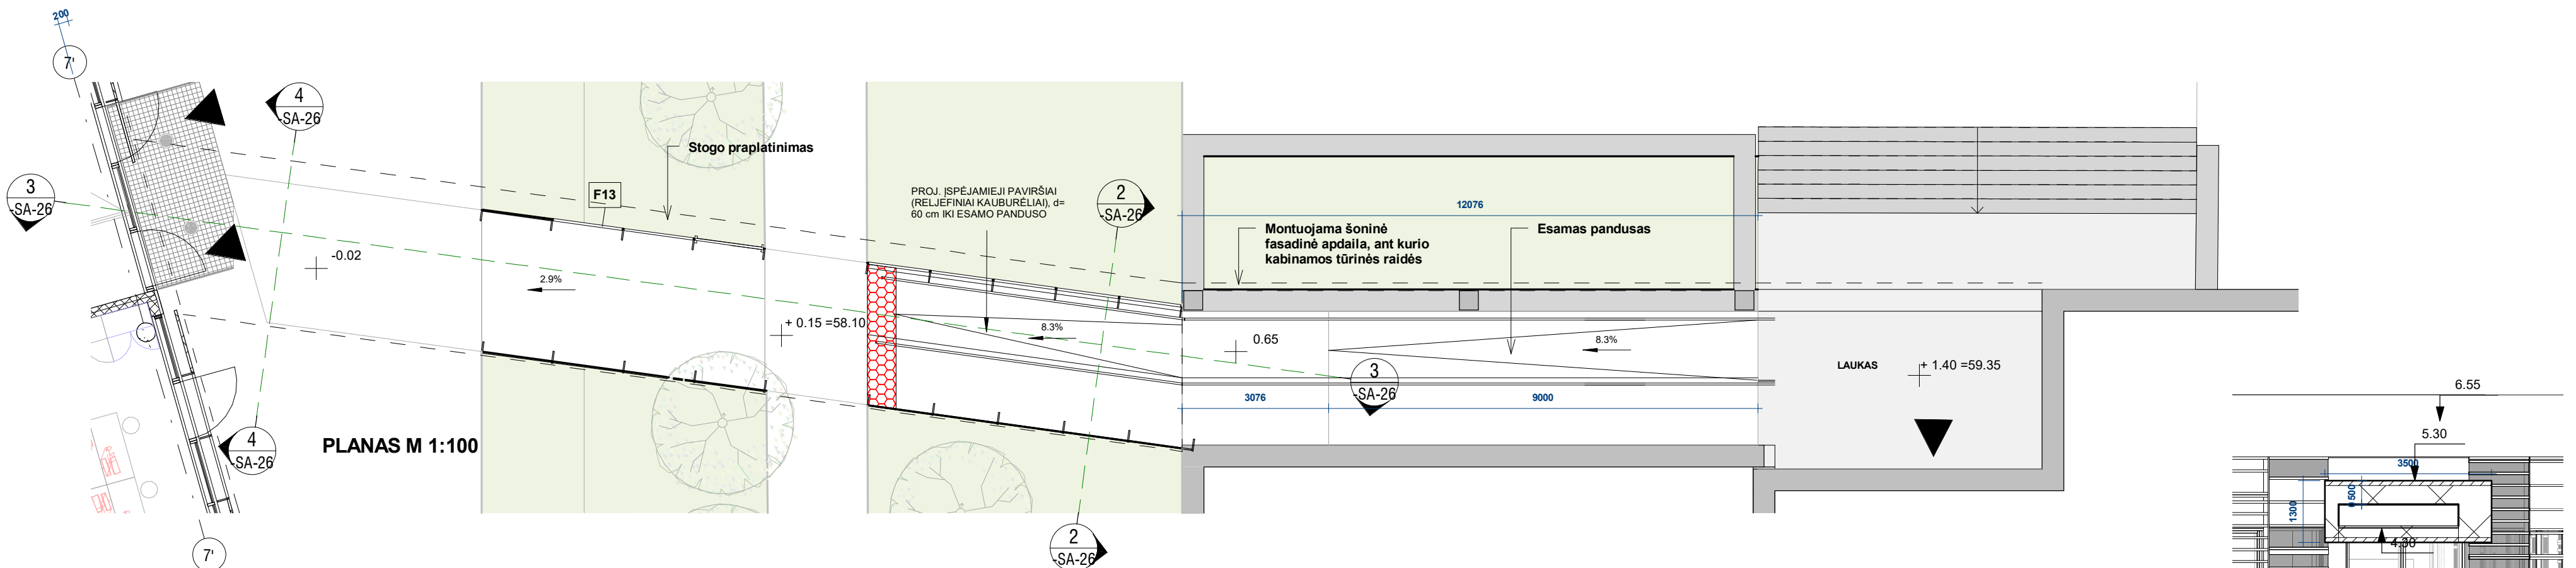 200
7'
4
-SA-26
3
-SA-26
Stogo praplatinimas
F13
PROJ. ĮSPĖJAMIEJI PAVIRŠIAI
(RELJEFINIAI KAUBURĖLIAI), d=
60 cm IKI ESAMO PANDUSO
2
-SA-26
12076
Montuojama šoninė
fasadinė apdaila, ant kurio
kabinamos tūrinės raidės
Esamas pandusas
-0.02
2.9%
+ 0.15 =58.10
8.3%
0.65
8.3%
LAUKAS
+ 1.40 =59.35
3
-SA-26
3076
9000
6.55
5.30
3500
500
1300
4.30
4
-SA-26
PLANAS M 1:100
7'
2
-SA-26